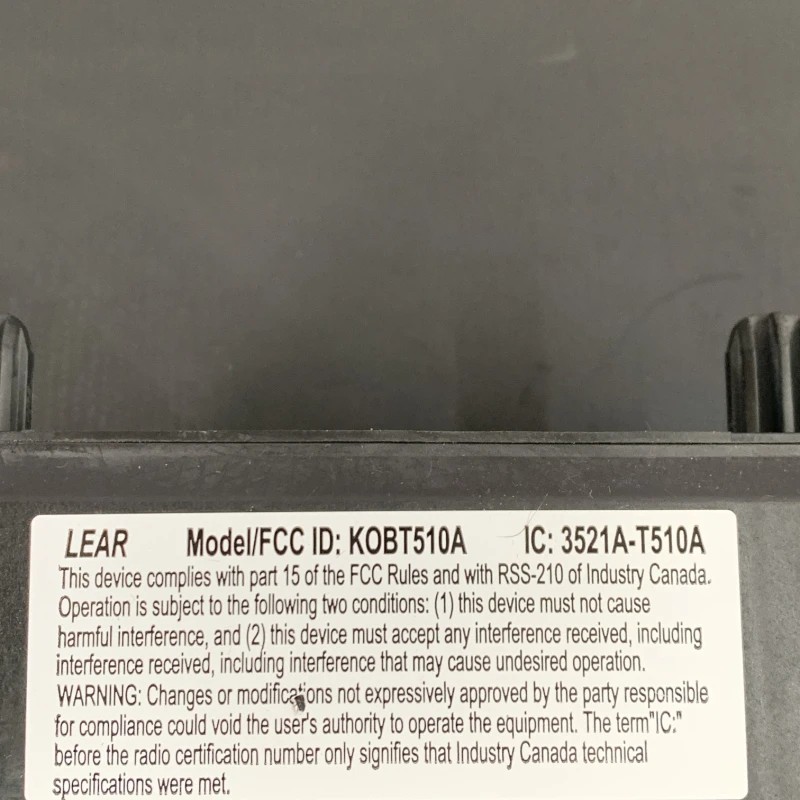 LEAR Model/FCC ID: KOBT510A IC: 3521A-T510A
This device complies with part 15 of the FCC Rules and with RSS-210 of Industry Canada.
Operation is subject to the following two conditions: (1) this device must not cause
harmful interference, and (2) this device must accept any interference received, including
interference received, including interference that may cause undesired operation.
WARNING: Changes or modifications not expressively approved by the party responsible
for compliance could void the user's authority to operate the equipment. The term"IC:"
before the radio certification number only signifies that Industry Canada technical
specifications were met.